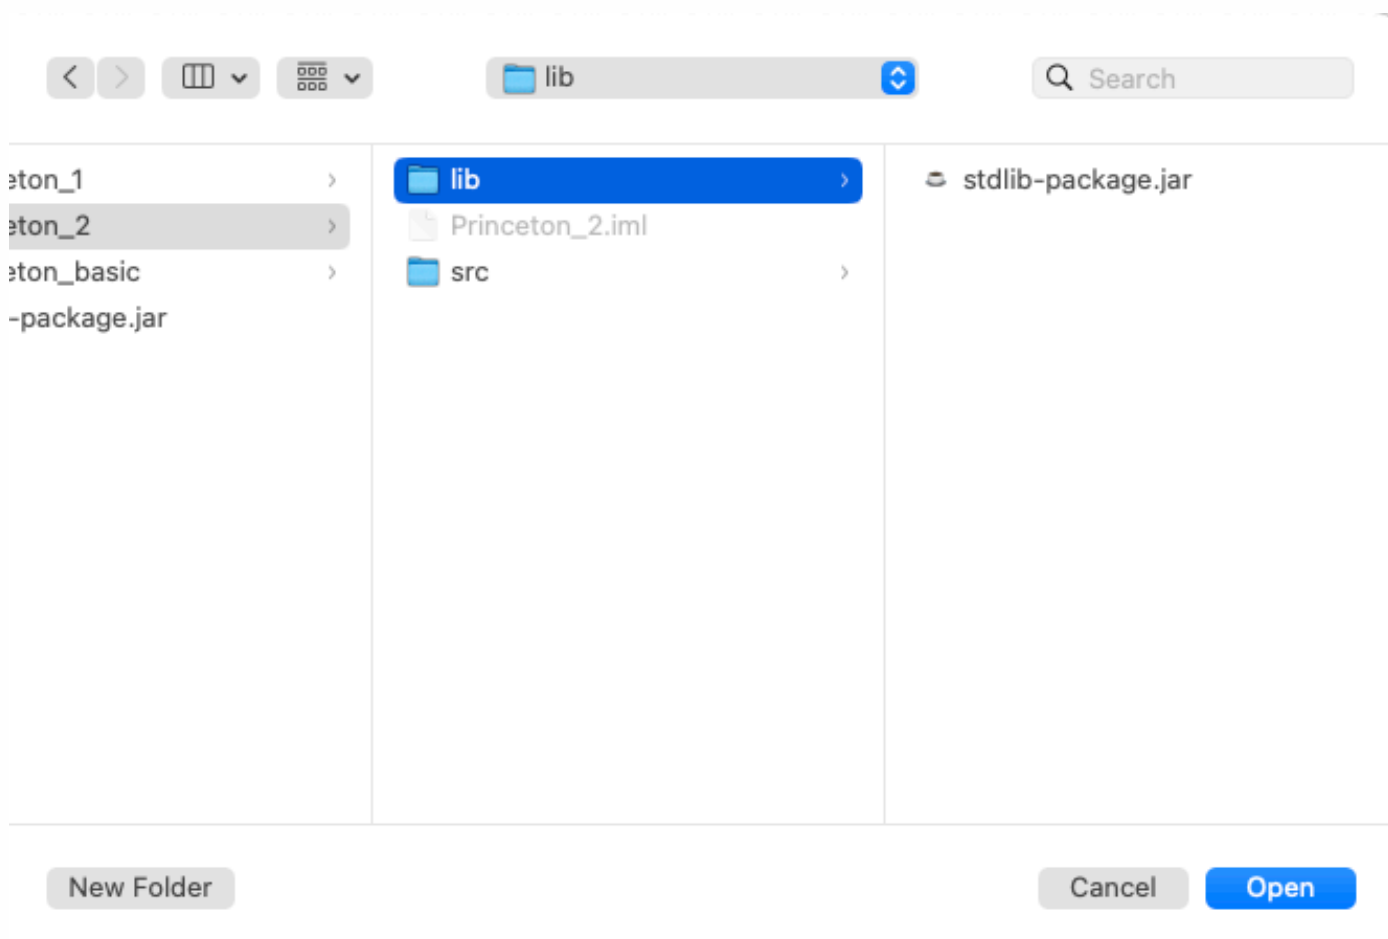 lib
Search
eton_1
eton_2
eton_basic
-package.jar
lib
Princeton_2.iml
src
stdlib-package.jar
New Folder
Cancel
Open